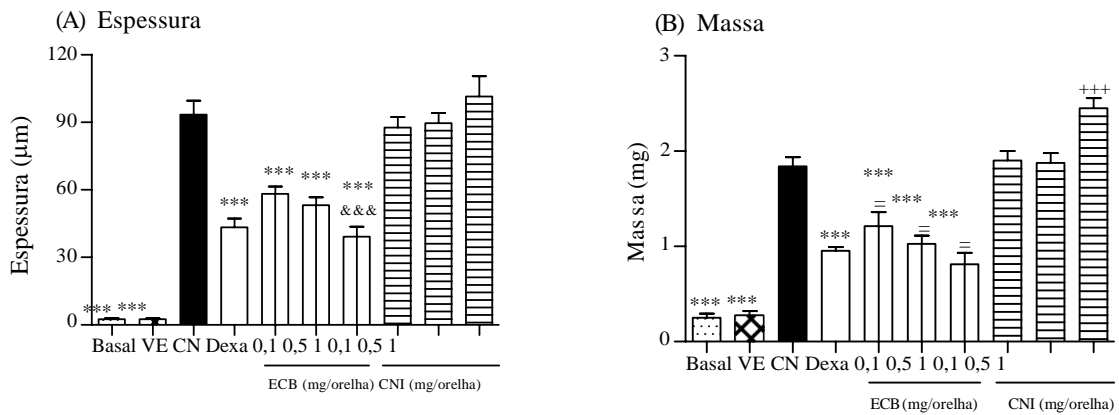 (A) Espessura
120
90
60
30
0
Espessura (µm)
*** *** *** *** *** *** ***
&&&
Basal VE CN Dexa 0,1 0,5 1 0,1 0,5 1
ECB (mg/orelha) CNI (mg/orelha)
(B) Massa
3
2
1
0
Mas sa (mg)
*** *** *** *** *** ***
= = =
+++
Basal VE CN Dexa 0,1 0,5 1 0,1 0,5 1
ECB (mg/orelha) CNI (mg/orelha)